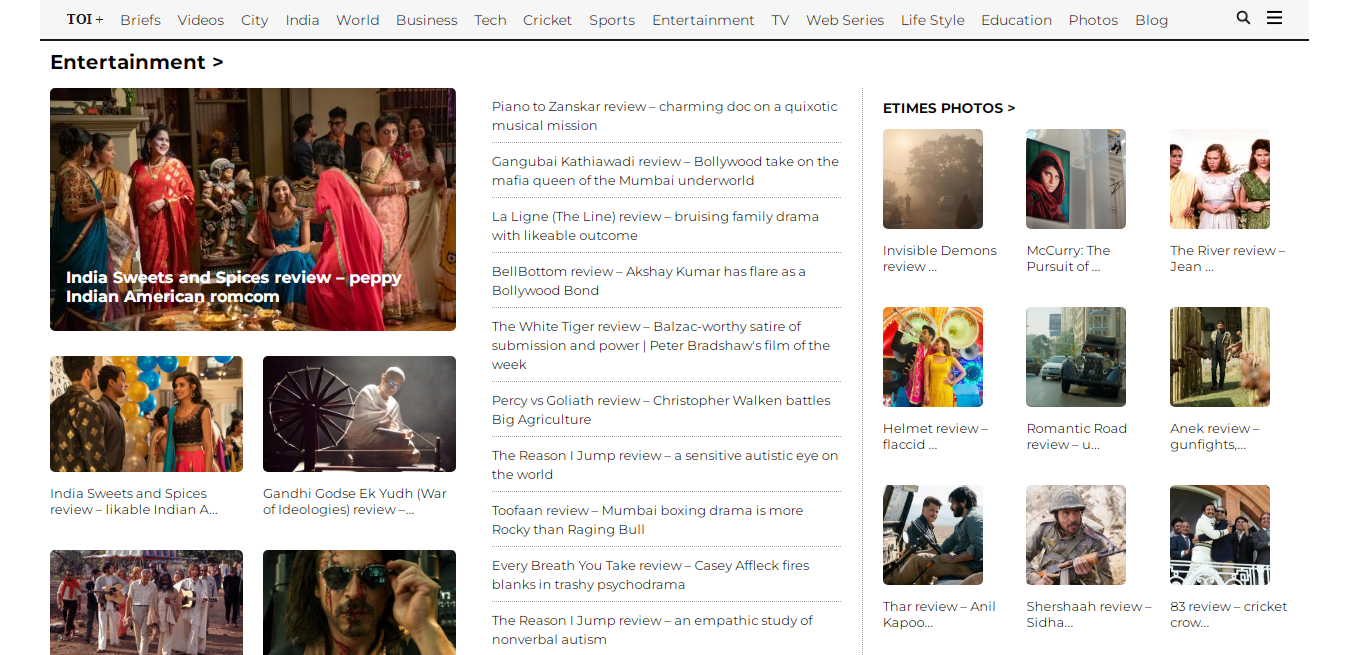 TOI + Briefs Videos City India World Business Tech Cricket Sports Entertainment TV Web Series Life Style Education Photos Blog
Entertainment >
India Sweets and Spices review – peppy
Indian American romcom
India Sweets and Spices
review – likable Indian A...
Gandhi Godse Ek Yudh (War
of Ideologies) review –...
Piano to Zanskar review – charming doc on a quixotic
musical mission
Gangubai Kathiawadi review – Bollywood take on the
mafia queen of the Mumbai underworld
La Ligne (The Line) review – bruising family drama
with likeable outcome
BellBottom review – Akshay Kumar has flare as a
Bollywood Bond
The White Tiger review – Balzac-worthy satire of
submission and power | Peter Bradshaw's film of the
week
Percy vs Goliath review – Christopher Walken battles
Big Agriculture
The Reason I Jump review – a sensitive autistic eye on
the world
Toofaan review – Mumbai boxing drama is more
Rocky than Raging Bull
Every Breath You Take review – Casey Affleck fires
blanks in trashy psychodrama
The Reason I Jump review – an empathic study of
nonverbal autism
ETIMES PHOTOS >
Invisible Demons
review ...
McCurry: The
Pursuit of ...
The River review –
Jean ...
Helmet review –
flaccid ...
Romantic Road
review – u...
Anek review –
gunfights,...
Thar review – Anil
Kapoo...
Shershaah review –
Sidha...
83 review – cricket
crow...